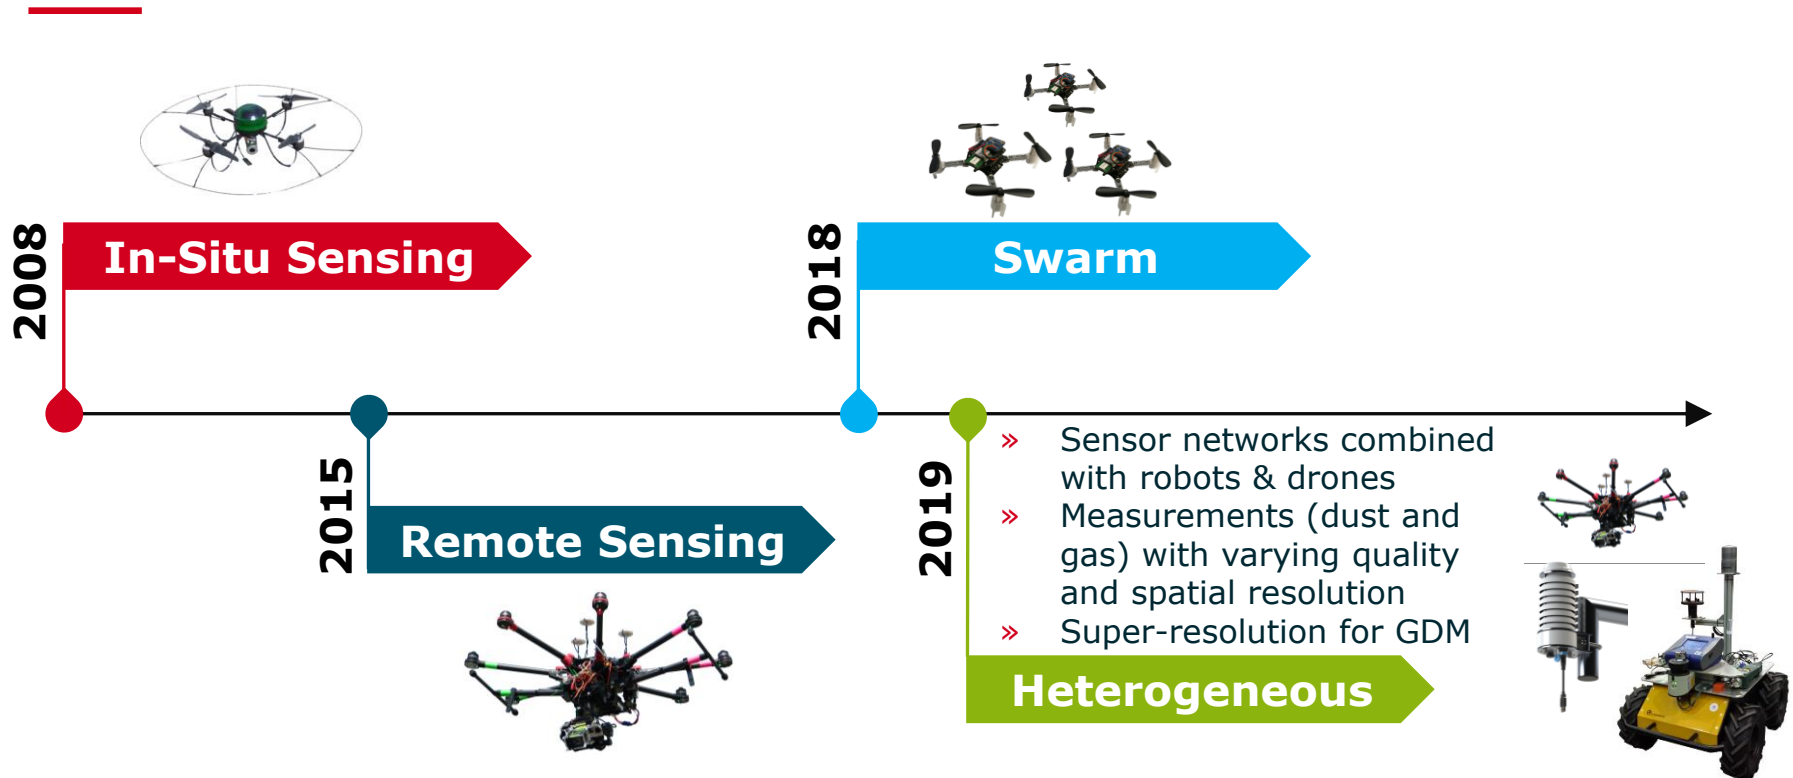 2008
In-Situ Sensing
2018
Swarm
2015
Remote Sensing
2019
» Sensor networks combined
with robots & drones
» Measurements (dust and
gas) with varying quality
and spatial resolution
» Super-resolution for GDM
Heterogeneous